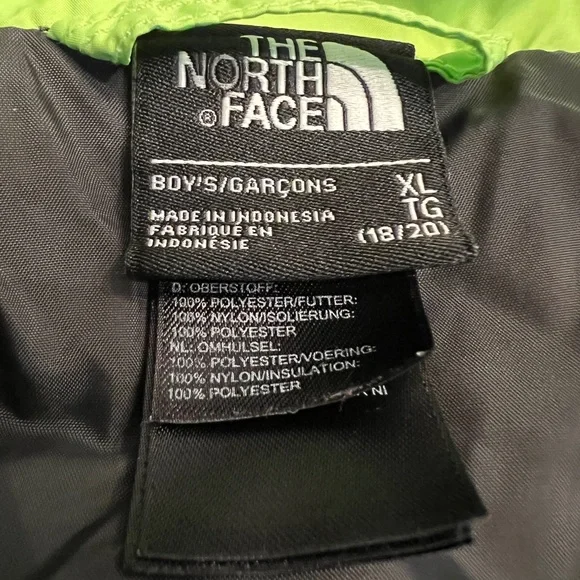 THE
NORTH
FACE
®
BOY'S/GARÇONS XL
TG
MADE IN INDONESIA
FABRIQUÉ EN
INDONÉSIE (18/20)
D: OBERSTOFF:
100% POLYESTER/FUTTER:
100% NYLON/ISOLIERUNG:
100% POLYESTER
NL: OMHULSEL:
100% POLYESTER/VOERING:
100% NYLON/INSULATION:
100% POLYESTER
NI